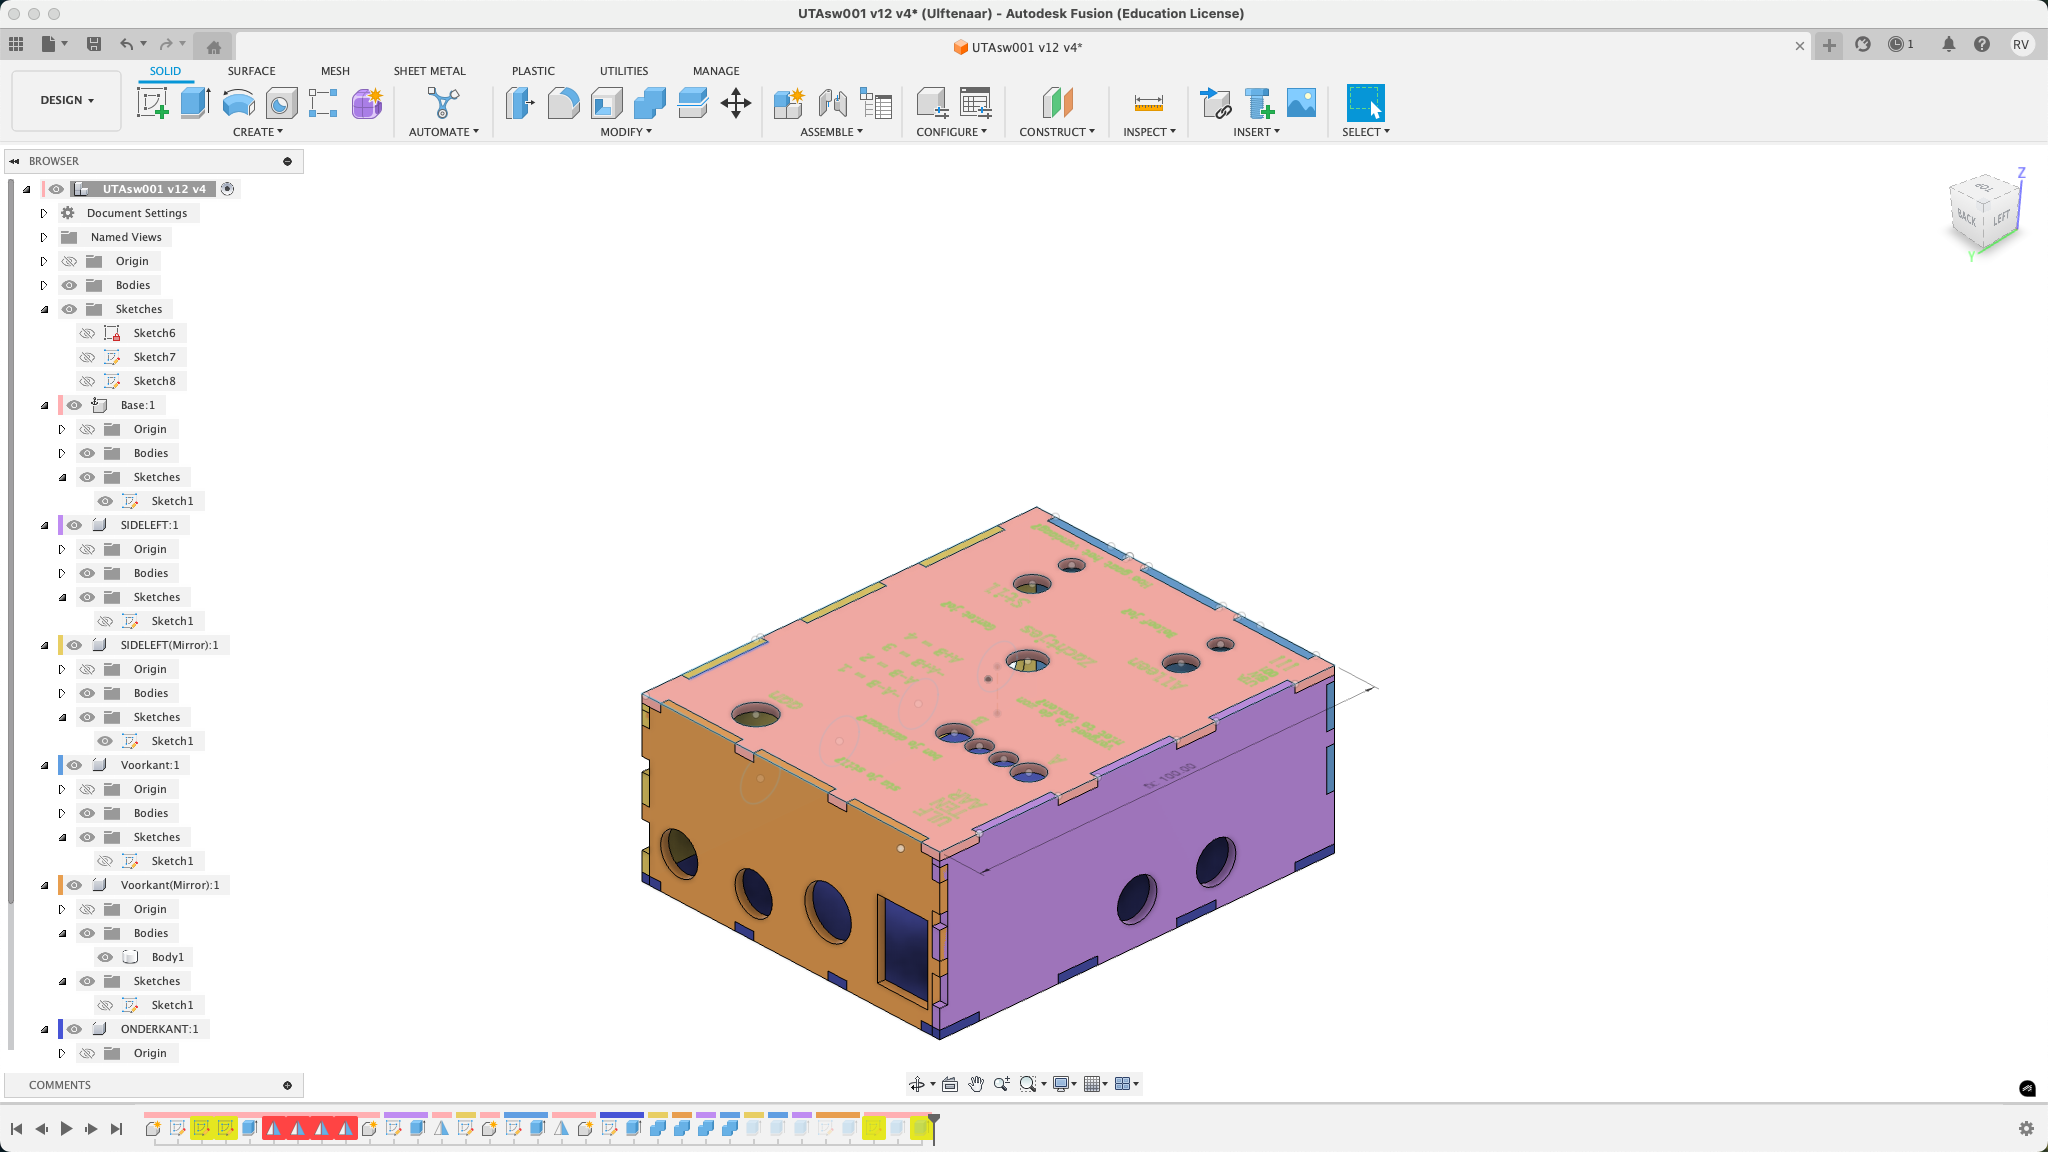 UTAsw001 v12 v4* (Ulftenaar) - Autodesk Fusion (Education License)
UTAsw001 v12 v4*
1
RV
DESIGN
SOLID SURFACE MESH SHEET METAL PLASTIC UTILITIES MANAGE
CREATE AUTOMATE MODIFY ASSEMBLE CONFIGURE CONSTRUCT INSPECT INSERT SELECT
BROWSER
UTAsw001 v12 v4
Document Settings
Named Views
Origin
Bodies
Sketches
Sketch6
Sketch7
Sketch8
Base:1
Origin
Bodies
Sketches
Sketch1
SIDELEFT:1
Origin
Bodies
Sketches
Sketch1
SIDELEFT(Mirror):1
Origin
Bodies
Sketches
Sketch1
Voorkant:1
Origin
Bodies
Sketches
Sketch1
Voorkant(Mirror):1
Origin
Bodies
Body1
Sketches
Sketch1
ONDERKANT:1
Origin
COMMENTS
Z
TOP
BACK
LEFT
Y
fx: 100.00